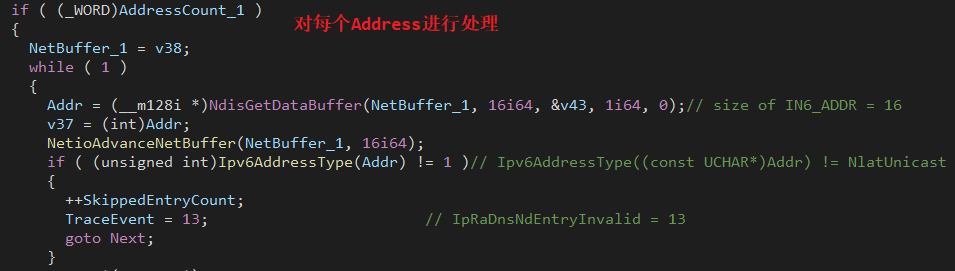 if ( (_WORD)AddressCount_1 )
对每个Address进行处理
{
NetBuffer_1 = v38;
while ( 1 )
{
Addr = (__m128i *)NdisGetDataBuffer(NetBuffer_1, 16i64, &v43, 1i64, 0);// size of IN6_ADDR = 16
v37 = (int)Addr;
NetioAdvanceNetBuffer(NetBuffer_1, 16i64);
if ( (unsigned int)Ipv6AddressType(Addr) != 1 )// Ipv6AddressType((const UCHAR*)Addr) != NlatUnicast
{
++SkippedEntryCount;
TraceEvent = 13; // IpRaDnsNdEntryInvalid = 13
goto Next;
}